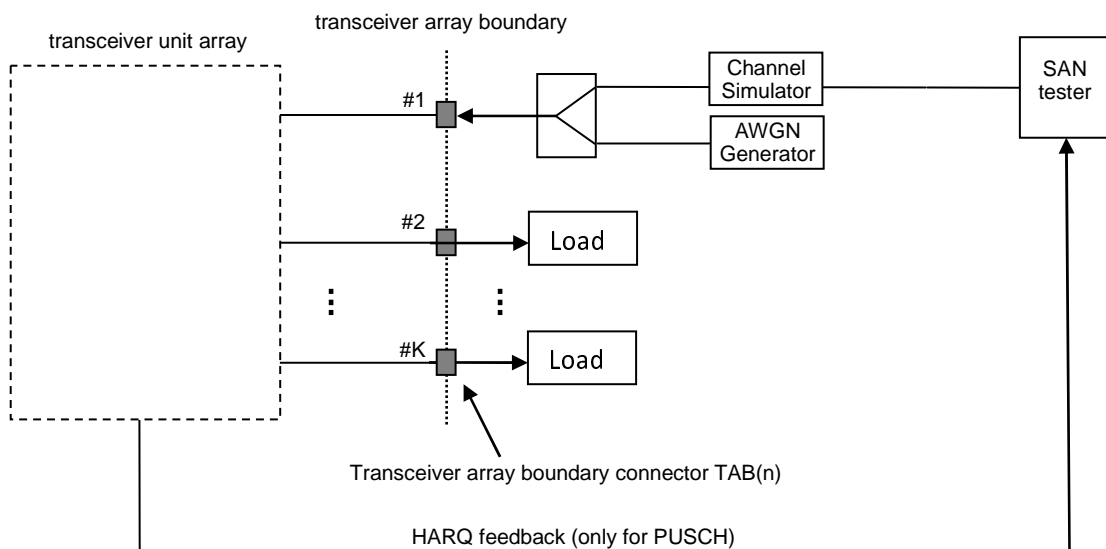 transceiver array boundary
transceiver unit array
Channel
Simulator
SAN
tester
#1
AWGN
Generator
#2
Load
#K
Load
Transceiver array boundary connector TAB(n)
HARQ feedback (only for PUSCH)